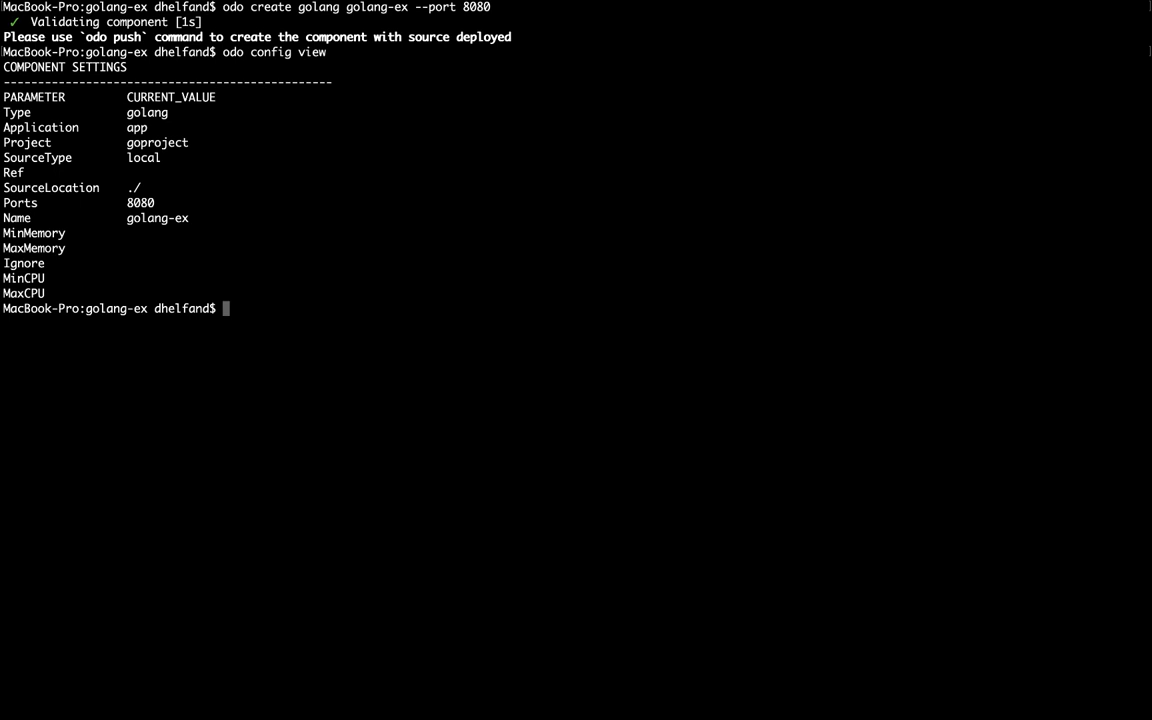 MacBook-Pro:golang-ex dhelfand$ odo create golang golang-ex --port 8080
✓ Validating component [1s]
Please use `odo push` command to create the component with source deployed
MacBook-Pro:golang-ex dhelfand$ odo config view
COMPONENT SETTINGS
------------------------------------------------
PARAMETER CURRENT_VALUE
Type golang
Application app
Project goproject
SourceType local
Ref
SourceLocation ./
Ports 8080
Name golang-ex
MinMemory
MaxMemory
Ignore
MinCPU
MaxCPU
MacBook-Pro:golang-ex dhelfand$